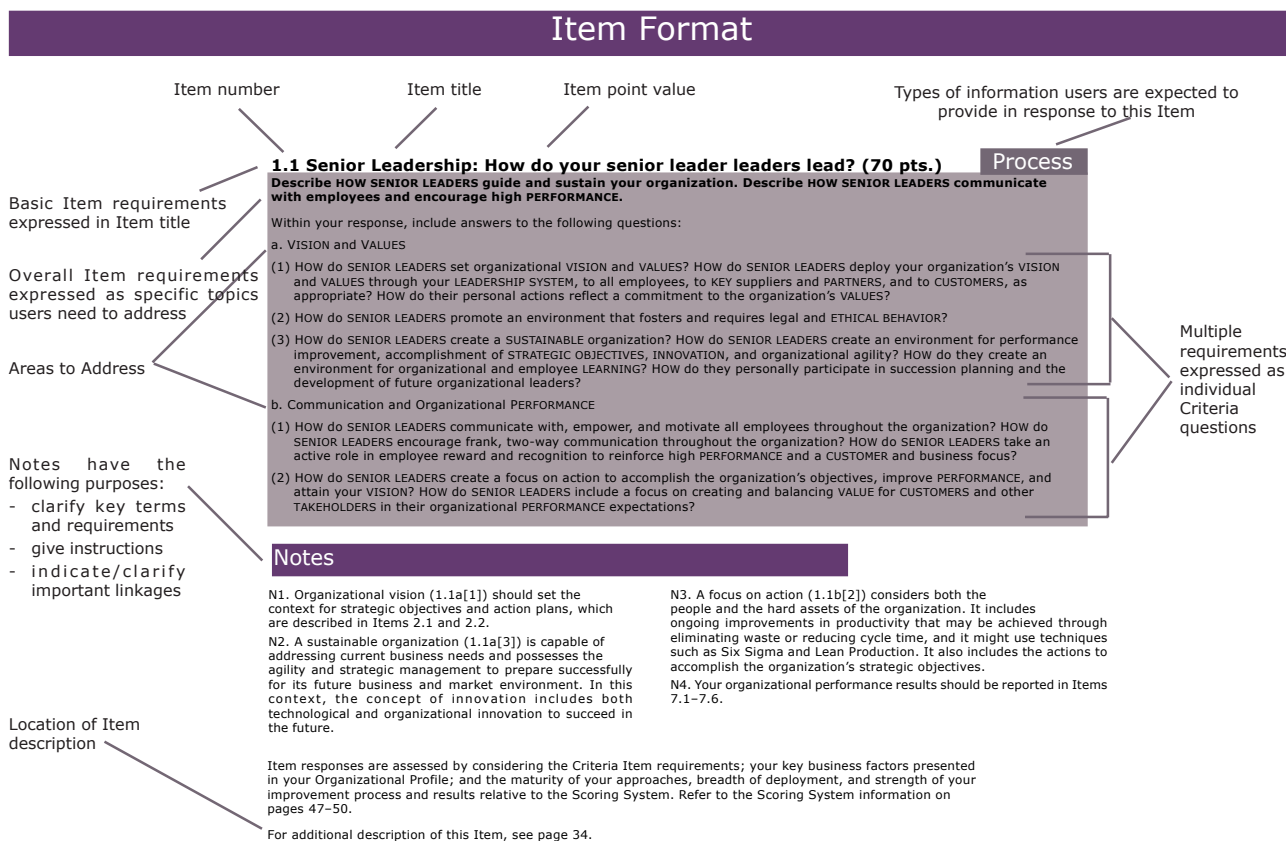 Item Format
Item number
Item title
Item point value
Types of information users are expected to
provide in response to this Item
1.1 Senior Leadership: How do your senior leader leaders lead? (70 pts.)
Process
Describe HOW SENIOR LEADERS guide and sustain your organization. Describe HOW SENIOR LEADERS communicate
with employees and encourage high PERFORMANCE.
Within your response, include answers to the following questions:
a. VISION and VALUES
(1) HOW do SENIOR LEADERS set organizational VISION and VALUES? HOW do SENIOR LEADERS deploy your organization's VISION
and VALUES through your LEADERSHIP SYSTEM, to all employees, to KEY suppliers and PARTNERS, and to CUSTOMERS, as
appropriate? HOW do their personal actions reflect a commitment to the organization's VALUES?
(2) HOW do SENIOR LEADERS promote an environment that fosters and requires legal and ETHICAL BEHAVIOR?
(3) HOW do SENIOR LEADERS create a SUSTAINABLE organization? HOW do SENIOR LEADERS create an environment for performance
improvement, accomplishment of STRATEGIC OBJECTIVES, INNOVATION, and organizational agility? HOW do they create an
environment for organizational and employee LEARNING? HOW do they personally participate in succession planning and the
development of future organizational leaders?
b. Communication and Organizational PERFORMANCE
(1) HOW do SENIOR LEADERS communicate with, empower, and motivate all employees throughout the organization? HOW do
SENIOR LEADERS encourage frank, two-way communication throughout the organization? HOW do SENIOR LEADERS take an
active role in employee reward and recognition to reinforce high PERFORMANCE and a CUSTOMER and business focus?
(2) HOW do SENIOR LEADERS create a focus on action to accomplish the organization's objectives, improve PERFORMANCE, and
attain your VISION? HOW do SENIOR LEADERS include a focus on creating and balancing VALUE for CUSTOMERS and other
TAKEHOLDERS in their organizational PERFORMANCE expectations?
Basic Item requirements
expressed in Item title
Overall Item requirements
expressed as specific topics
users need to address
Areas to Address
Notes have the
following purposes:
- clarify key terms
and requirements
- give instructions
- indicate/clarify
important linkages
Location of Item
description
Multiple
requirements
expressed as
individual
Criteria
questions
Notes
N1. Organizational vision (1.1a[1]) should set the
context for strategic objectives and action plans, which
are described in Items 2.1 and 2.2.
N2. A sustainable organization (1.1a[3]) is capable of
addressing current business needs and possesses the
agility and strategic management to prepare successfully
for its future business and market environment. In this
context, the concept of innovation includes both
technological and organizational innovation to succeed in
the future.
N3. A focus on action (1.1b[2]) considers both the
people and the hard assets of the organization. It includes
ongoing improvements in productivity that may be achieved through
eliminating waste or reducing cycle time, and it might use techniques
such as Six Sigma and Lean Production. It also includes the actions to
accomplish the organization's strategic objectives.
N4. Your organizational performance results should be reported in Items
7.1–7.6.
Item responses are assessed by considering the Criteria Item requirements; your key business factors presented
in your Organizational Profile; and the maturity of your approaches, breadth of deployment, and strength of your
improvement process and results relative to the Scoring System. Refer to the Scoring System information on
pages 47–50.
For additional description of this Item, see page 34.